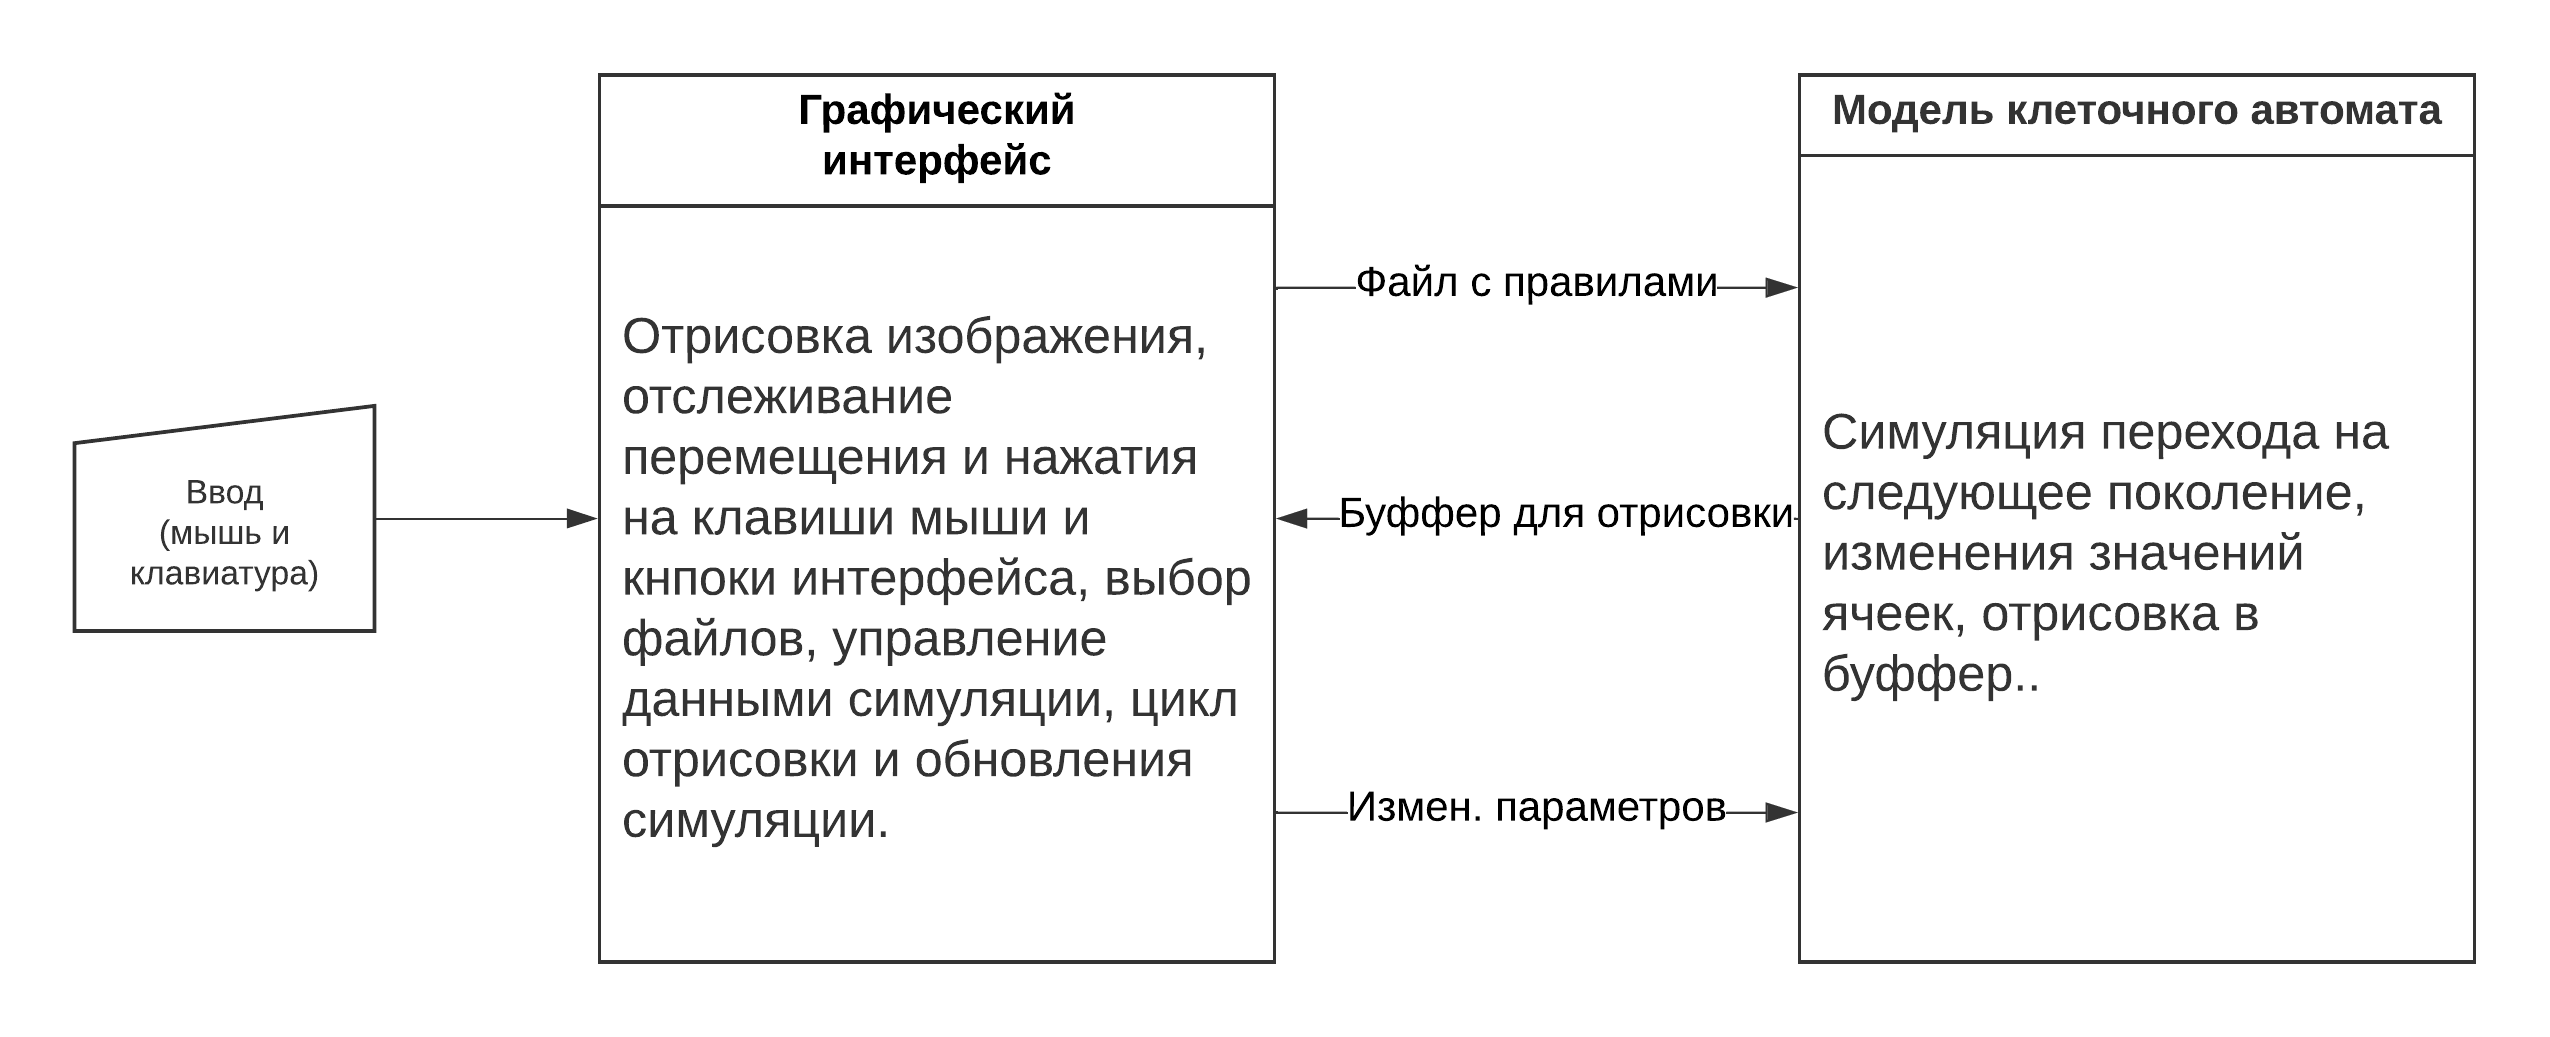 Ввод
(мышь и
клавиатура)
Графический
интерфейс
Отрисовка изображения,
отслеживание
перемещения и нажатия
на клавиши мыши и
кнпоки интерфейса, выбор
файлов, управление
данными симуляции, цикл
отрисовки и обновления
симуляции.
Файл с правилами
Буффер для отрисовки
Измен. параметров
Модель клеточного автомата
Симуляция перехода на
следующее поколение,
изменения значений
ячеек, отрисовка в
буффер..